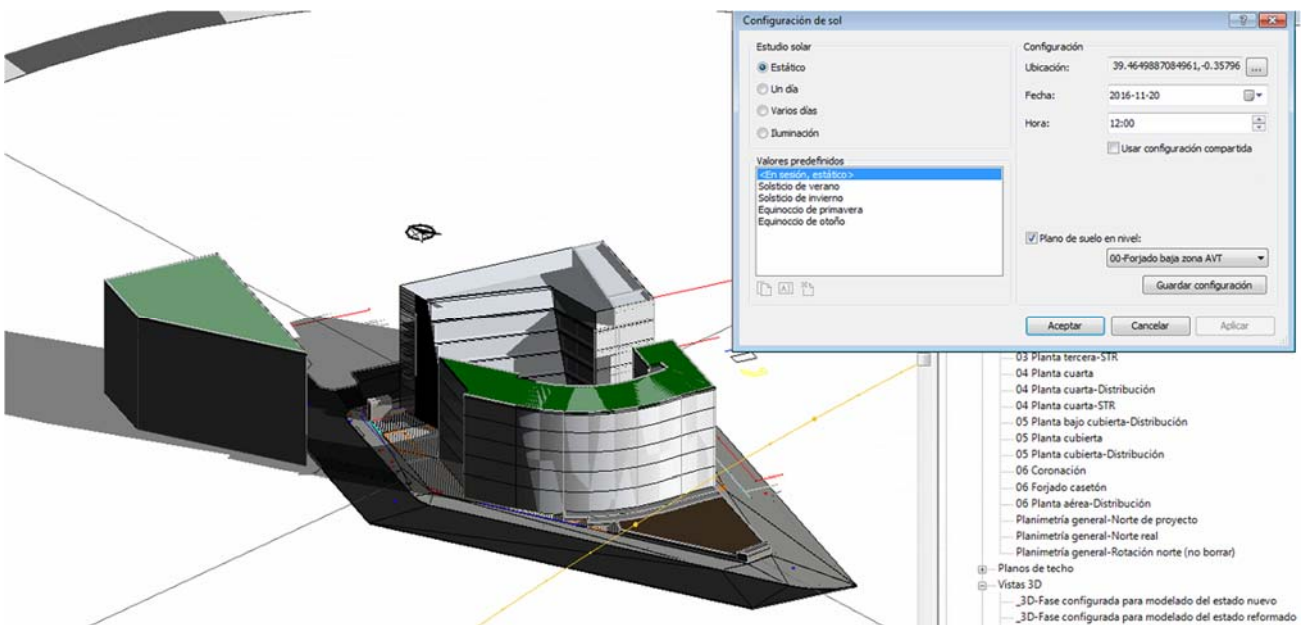 Configuración de sol
Estudio solar
Estático
Un día
Varios días
Iluminación
Valores predefinidos
<En sesión, estático>
Solsticio de verano
Solsticio de invierno
Equinoccio de primavera
Equinoccio de otoño
Configuración
Ubicación: 39.4649887084961,-0.35796 ...
Fecha: 2016-11-20
Hora: 12:00
Usar configuración compartida
Plano de suelo en nivel:
00-Forjado baja zona AVT
Guardar configuración
Aceptar Cancelar Aplicar
03 Planta tercera-STR
04 Planta cuarta
04 Planta cuarta-Distribución
04 Planta cuarta-STR
05 Planta bajo cubierta-Distribución
05 Planta cubierta
05 Planta cubierta-Distribución
06 Coronación
06 Forjado casetón
06 Planta aérea-Distribución
Planimetría general-Norte de proyecto
Planimetría general-Norte real
Planimetría general-Rotación norte (no borrar)
Planos de techo
Vistas 3D
_3D-Fase configurada para modelado del estado nuevo
_3D-Fase configurada para modelado del estado reformado